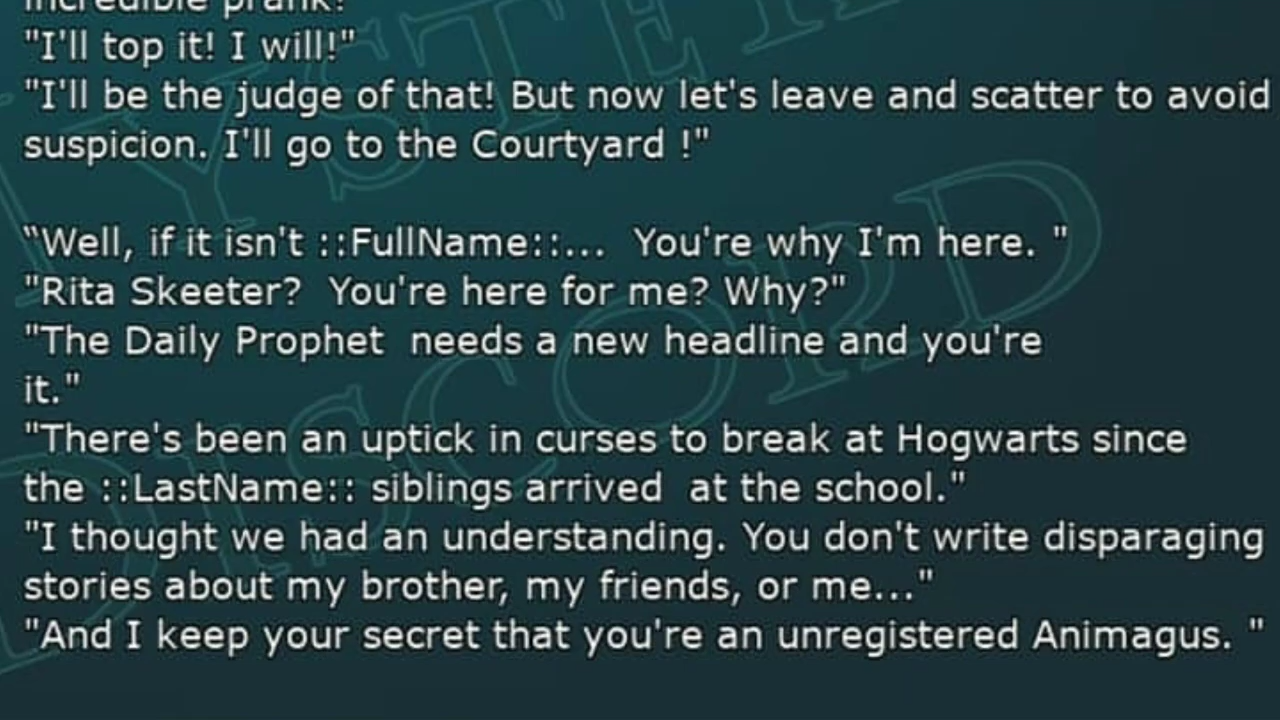 incredible prank!
"I'll top it! I will!"
"I'll be the judge of that! But now let's leave and scatter to avoid
suspicion. I'll go to the Courtyard !"
"Well, if it isn't ::FullName::... You're why I'm here. "
"Rita Skeeter? You're here for me? Why?"
"The Daily Prophet needs a new headline and you're
it."
"There's been an uptick in curses to break at Hogwarts since
the ::LastName:: siblings arrived at the school."
"I thought we had an understanding. You don't write disparaging
stories about my brother, my friends, or me..."
"And I keep your secret that you're an unregistered Animagus. "
DISCORD